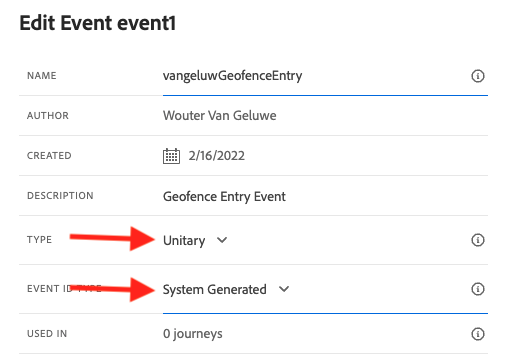 Edit Event event1
NAME vangeluwGeofenceEntry
AUTHOR Wouter Van Geluwe
CREATED 2/16/2022
DESCRIPTION Geofence Entry Event
TYPE Unitary
EVENT ID TYPE System Generated
USED IN 0 journeys